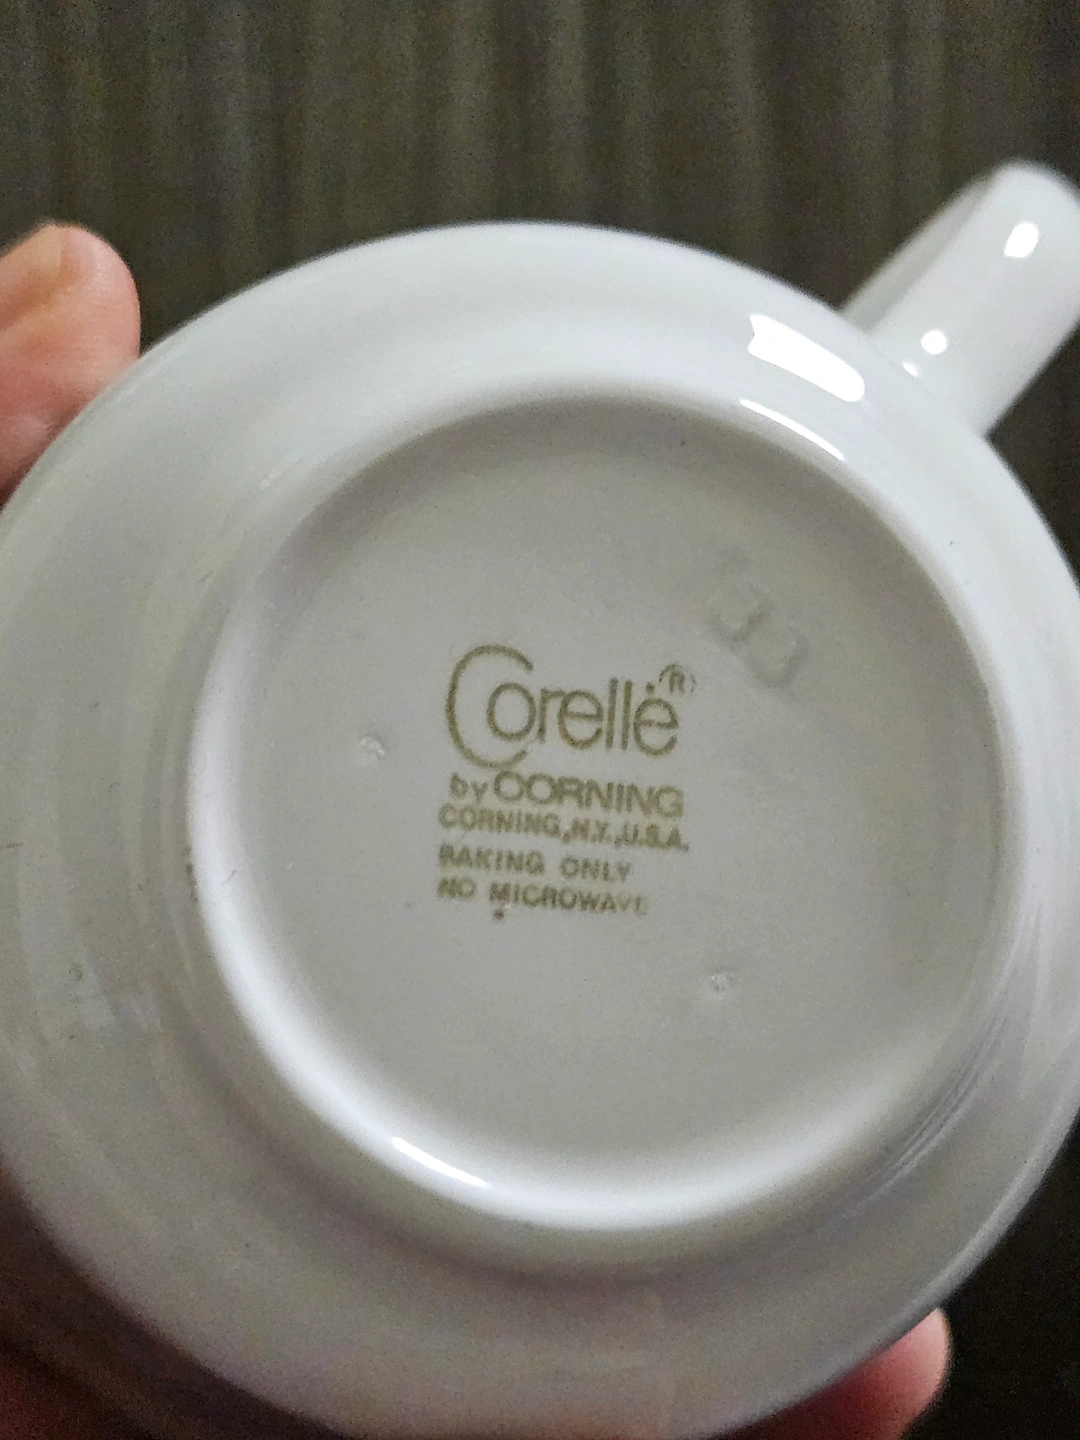 Corelle®
by CORNING
CORNING, N.Y., U.S.A.
BAKING ONLY
NO MICROWAVE